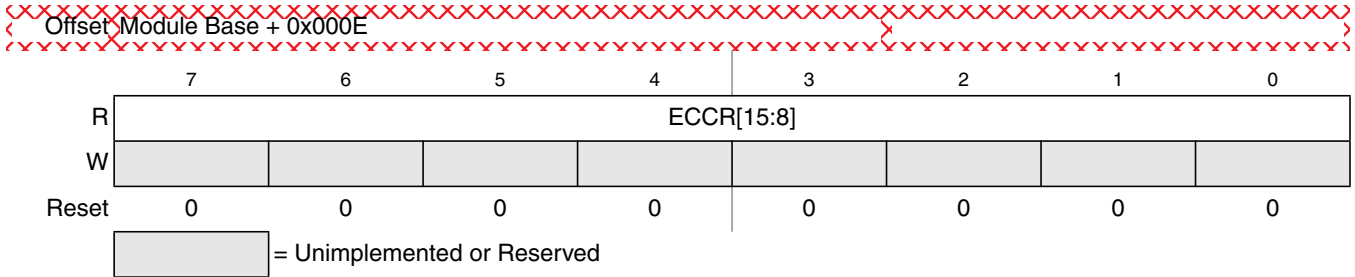 Offset Module Base + 0x000E
7 6 5 4 3 2 1 0
R ECCR[15:8]
W
Reset 0 0 0 0 0 0 0 0
= Unimplemented or Reserved